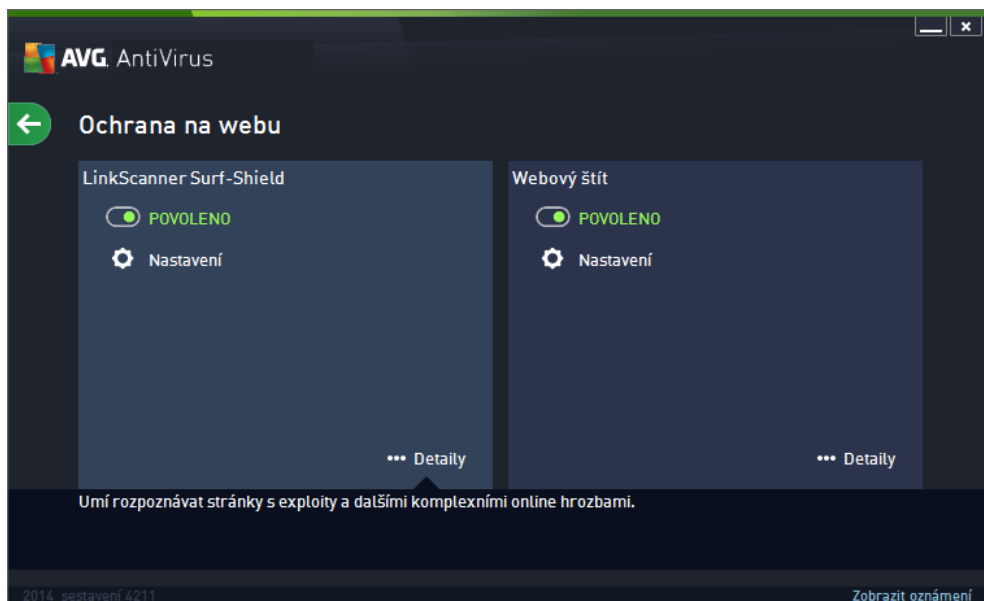 AVG. AntiVirus
Ochrana na webu
LinkScanner Surf-Shield
POVOLENO
Nastavení
Detaily
Webový štít
POVOLENO
Nastavení
Detaily
Umí rozpoznávat stránky s exploity a dalšími komplexními online hrozbami.
2014 sestavení 4211
Zobrazit oznámení